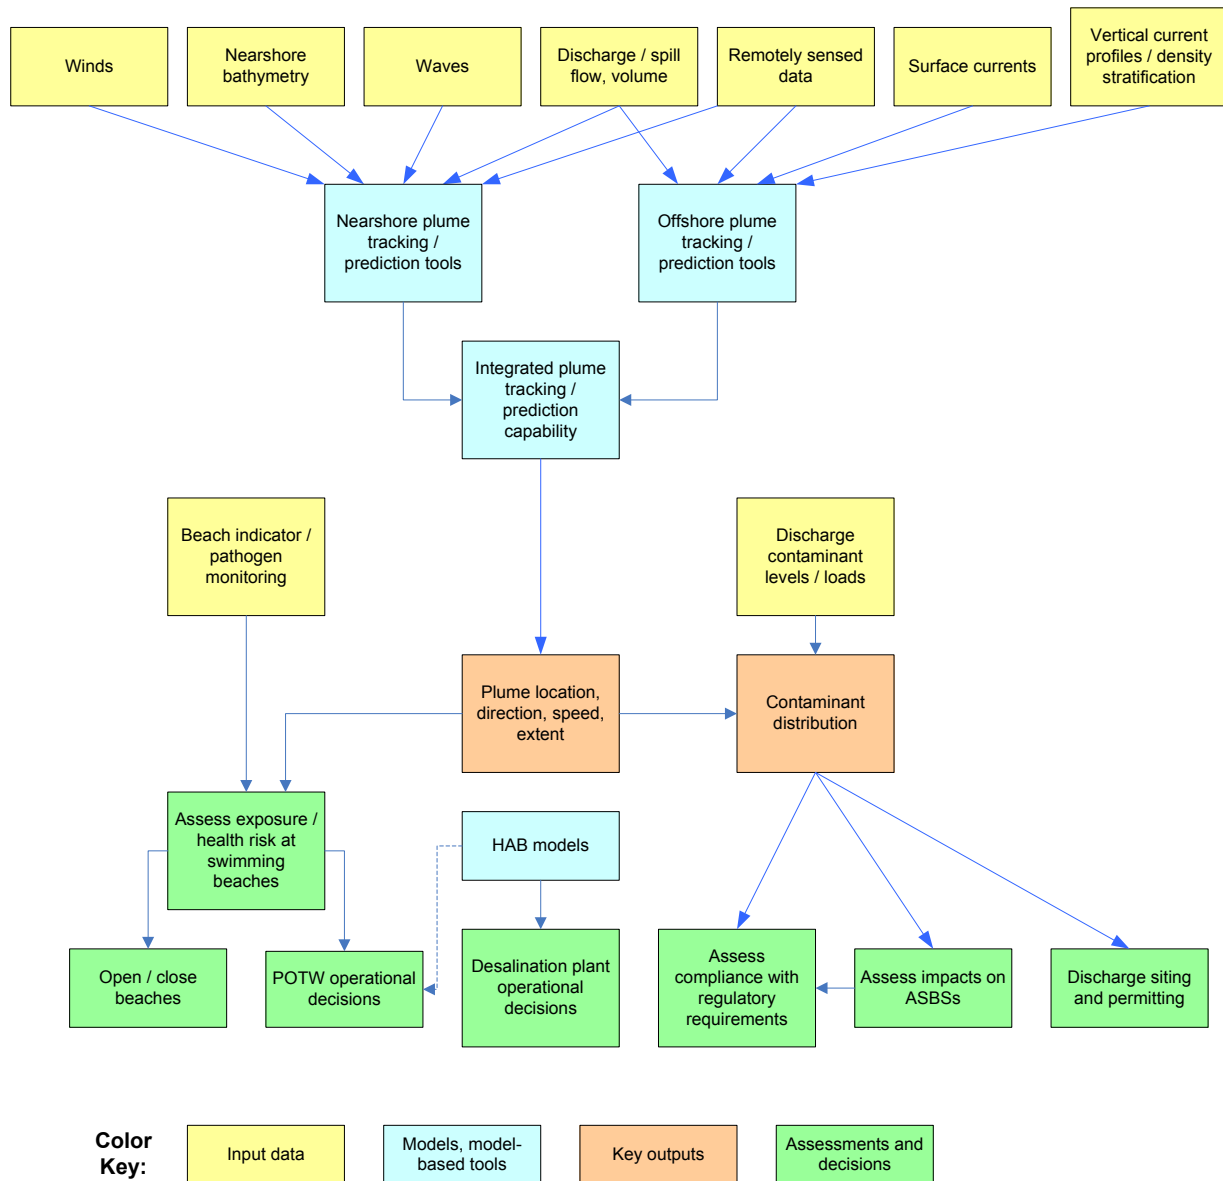 Winds
Nearshore
bathymetry
Waves
Discharge / spill
flow, volume
Remotely sensed
data
Surface currents
Vertical current
profiles / density
stratification
Nearshore plume
tracking /
prediction tools
Offshore plume
tracking /
prediction tools
Integrated plume
tracking /
prediction
capability
Beach indicator /
pathogen
monitoring
Discharge
contaminant
levels / loads
Plume location,
direction, speed,
extent
Contaminant
distribution
Assess exposure /
health risk at
swimming
beaches
HAB models
Open / close
beaches
POTW operational
decisions
Desalination plant
operational
decisions
Assess
compliance with
regulatory
requirements
Assess impacts on
ASBSs
Discharge siting
and permitting
Color
Key:
Input data
Models, model-
based tools
Key outputs
Assessments and
decisions